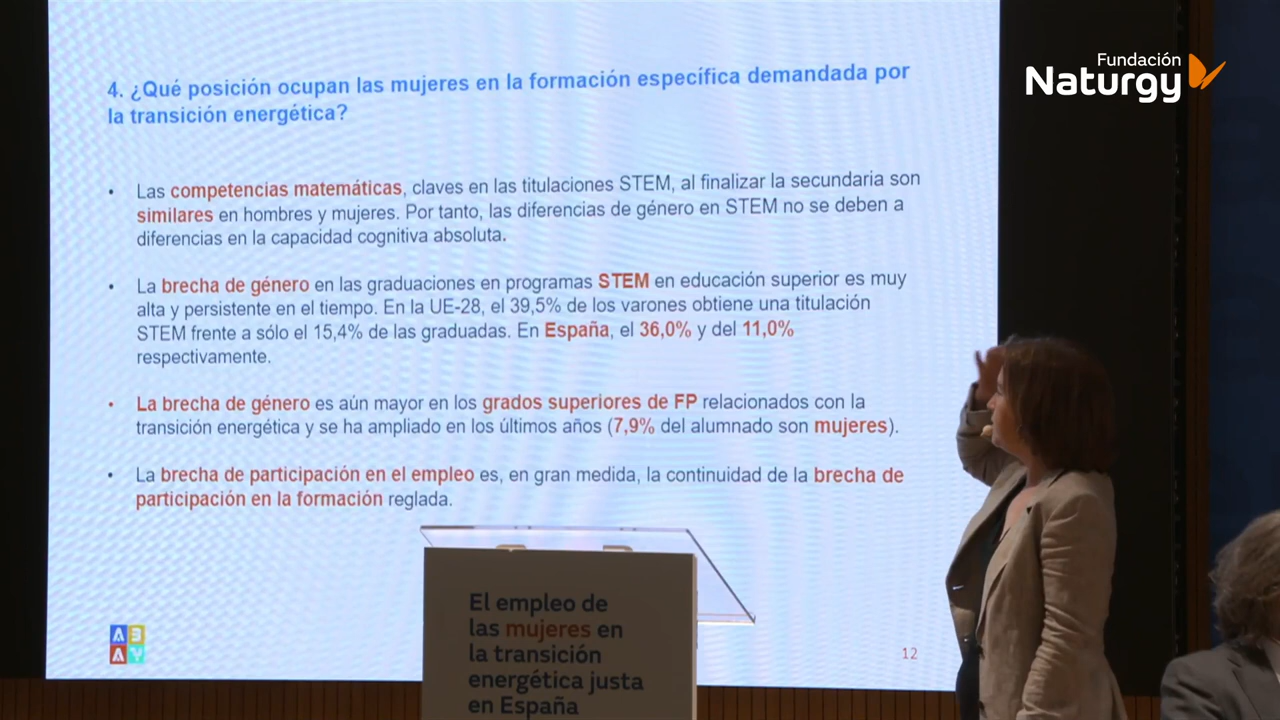 Fundación
Naturgy
4. ¿Qué posición ocupan las mujeres en la formación específica demandada por
la transición energética?
• Las competencias matemáticas, claves en las titulaciones STEM, al finalizar la secundaria son
similares en hombres y mujeres. Por tanto, las diferencias de género en STEM no se deben a
diferencias en la capacidad cognitiva absoluta.
• La brecha de género en las graduaciones en programas STEM en educación superior es muy
alta y persistente en el tiempo. En la UE-28, el 39,5% de los varones obtiene una titulación
STEM frente a sólo el 15,4% de las graduadas. En España, el 36,0% y del 11,0%
respectivamente.
• La brecha de género es aún mayor en los grados superiores de FP relacionados con la
transición energética y se ha ampliado en los últimos años (7,9% del alumnado son mujeres).
• La brecha de participación en el empleo es, en gran medida, la continuidad de la brecha de
participación en la formación reglada.
A B
A Y
12
El empleo de
las mujeres en
la transición
energética justa
en España